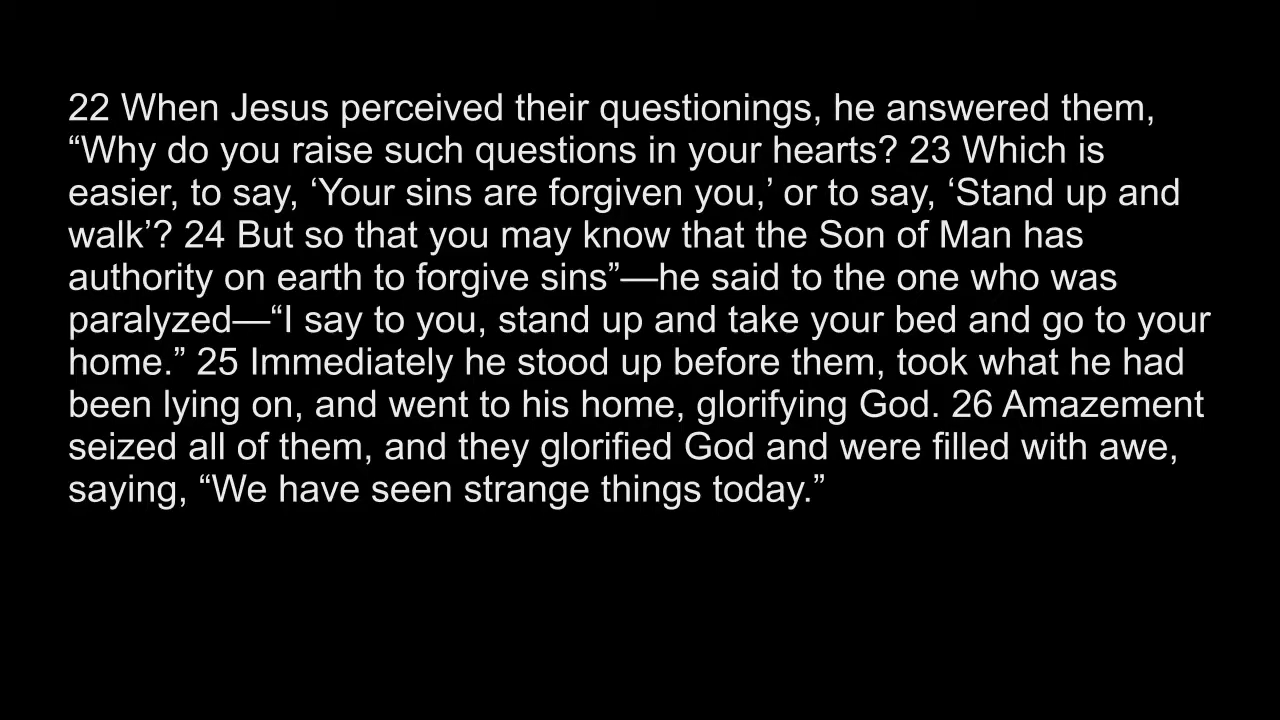 22 When Jesus perceived their questionings, he answered them,
“Why do you raise such questions in your hearts? 23 Which is
easier, to say, ‘Your sins are forgiven you,’ or to say, ‘Stand up and
walk’? 24 But so that you may know that the Son of Man has
authority on earth to forgive sins”—he said to the one who was
paralyzed—“I say to you, stand up and take your bed and go to your
home.” 25 Immediately he stood up before them, took what he had
been lying on, and went to his home, glorifying God. 26 Amazement
seized all of them, and they glorified God and were filled with awe,
saying, “We have seen strange things today.”